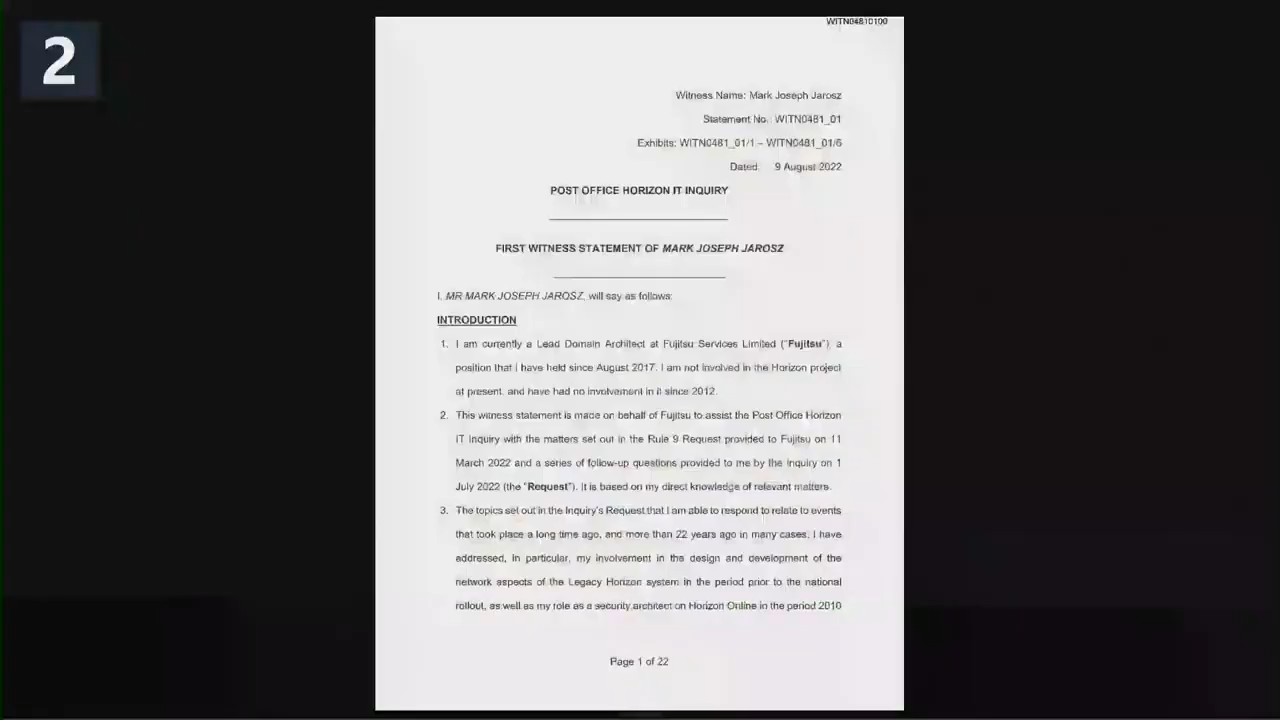 2
WITN04810100
Witness Name: Mark Joseph Jarosz
Statement No.: WITN0481_01
Exhibits: WITN0481_01/1 – WITN0481_01/6
Dated: 9 August 2022
POST OFFICE HORIZON IT INQUIRY
FIRST WITNESS STATEMENT OF MARK JOSEPH JAROSZ
I, MR MARK JOSEPH JAROSZ, will say as follows:
INTRODUCTION
1. I am currently a Lead Domain Architect at Fujitsu Services Limited ("Fujitsu"), a
position that I have held since August 2017. I am not involved in the Horizon project
at present, and have had no involvement in it since 2012.
2. This witness statement is made on behalf of Fujitsu to assist the Post Office Horizon
IT Inquiry with the matters set out in the Rule 9 Request provided to Fujitsu on 11
March 2022 and a series of follow-up questions provided to me by the Inquiry on 1
July 2022 (the "Request"). It is based on my direct knowledge of relevant matters.
3. The topics set out in the Inquiry's Request that I am able to respond to relate to events
that took place a long time ago, and more than 22 years ago in many cases. I have
addressed, in particular, my involvement in the design and development of the
network aspects of the Legacy Horizon system in the period prior to the national
rollout, as well as my role as a security architect on Horizon Online in the period 2010
Page 1 of 22